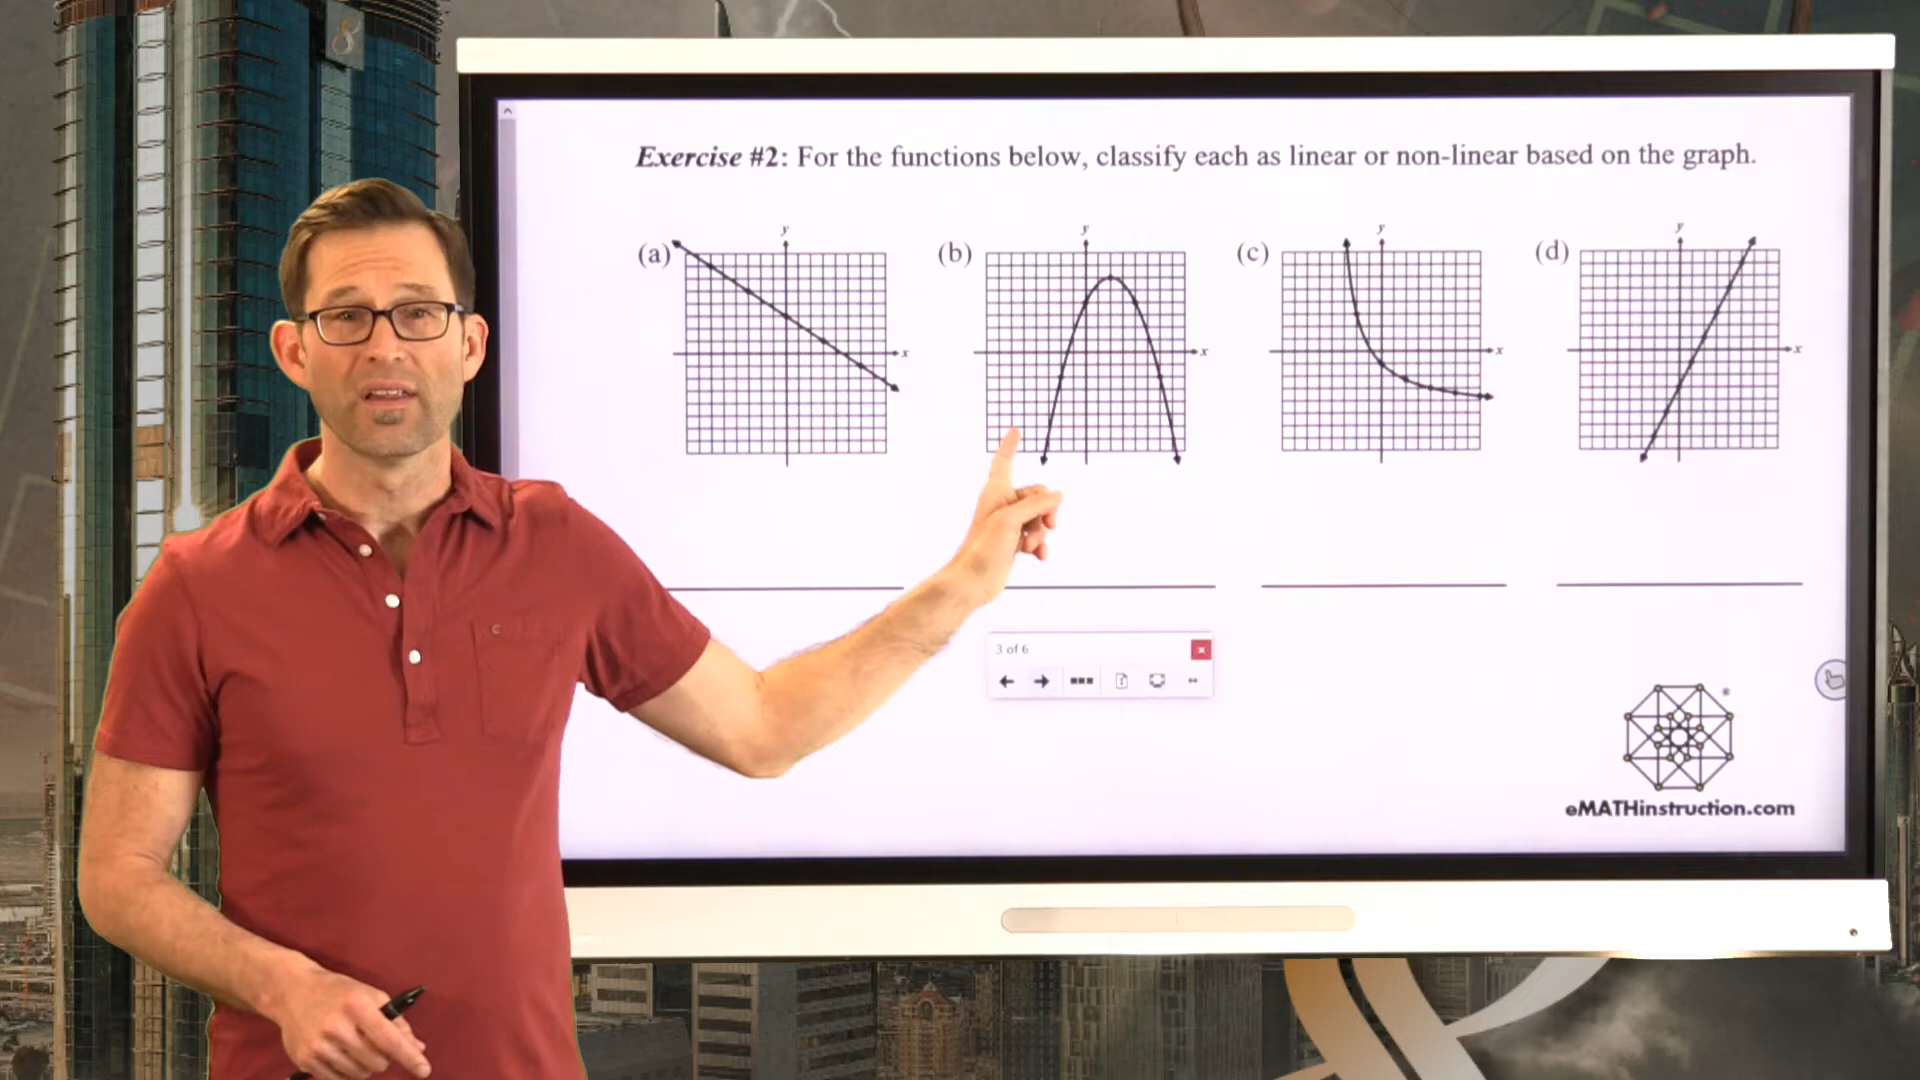 Exercise #2: For the functions below, classify each as linear or non-linear based on the graph.
(a) y x
(b) y x
(c) y x
(d) y x
3 of 6
eMATHinstruction.com